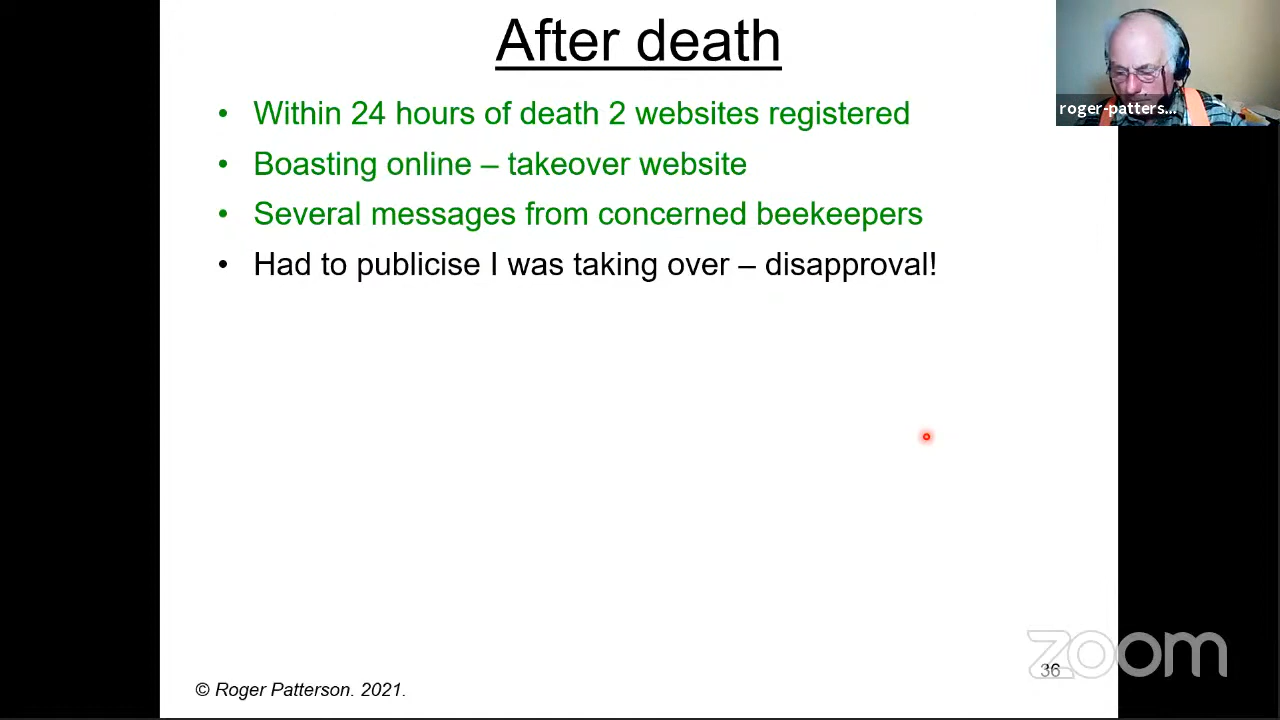 After death
roger-patters...
• Within 24 hours of death 2 websites registered
• Boasting online – takeover website
• Several messages from concerned beekeepers
• Had to publicise I was taking over – disapproval!
zoom
36
© Roger Patterson. 2021.